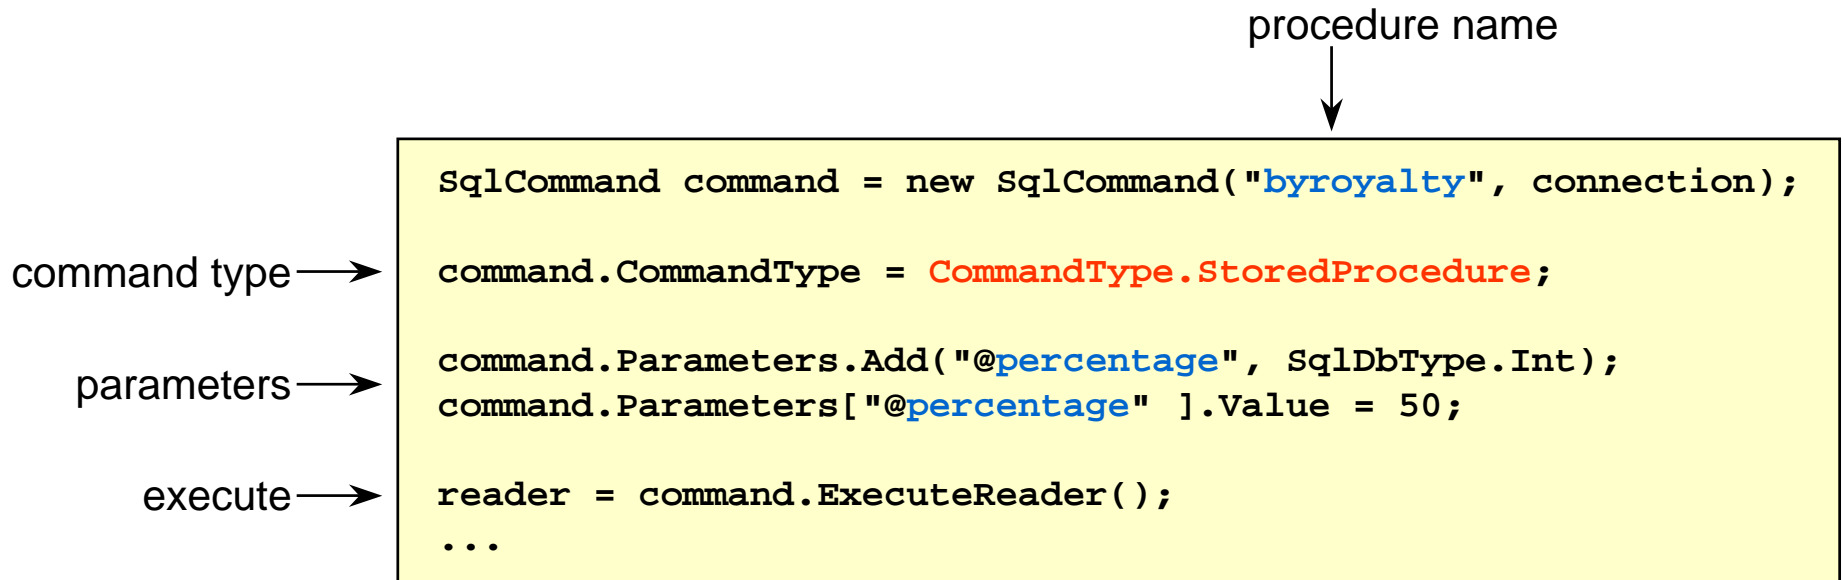 procedure name
SqlCommand command = new SqlCommand("byroyalty", connection);
command type
command.CommandType = CommandType.StoredProcedure;
parameters
command.Parameters.Add("@percentage", SqlDbType.Int);
command.Parameters["@percentage" ].Value = 50;
execute
reader = command.ExecuteReader();
...